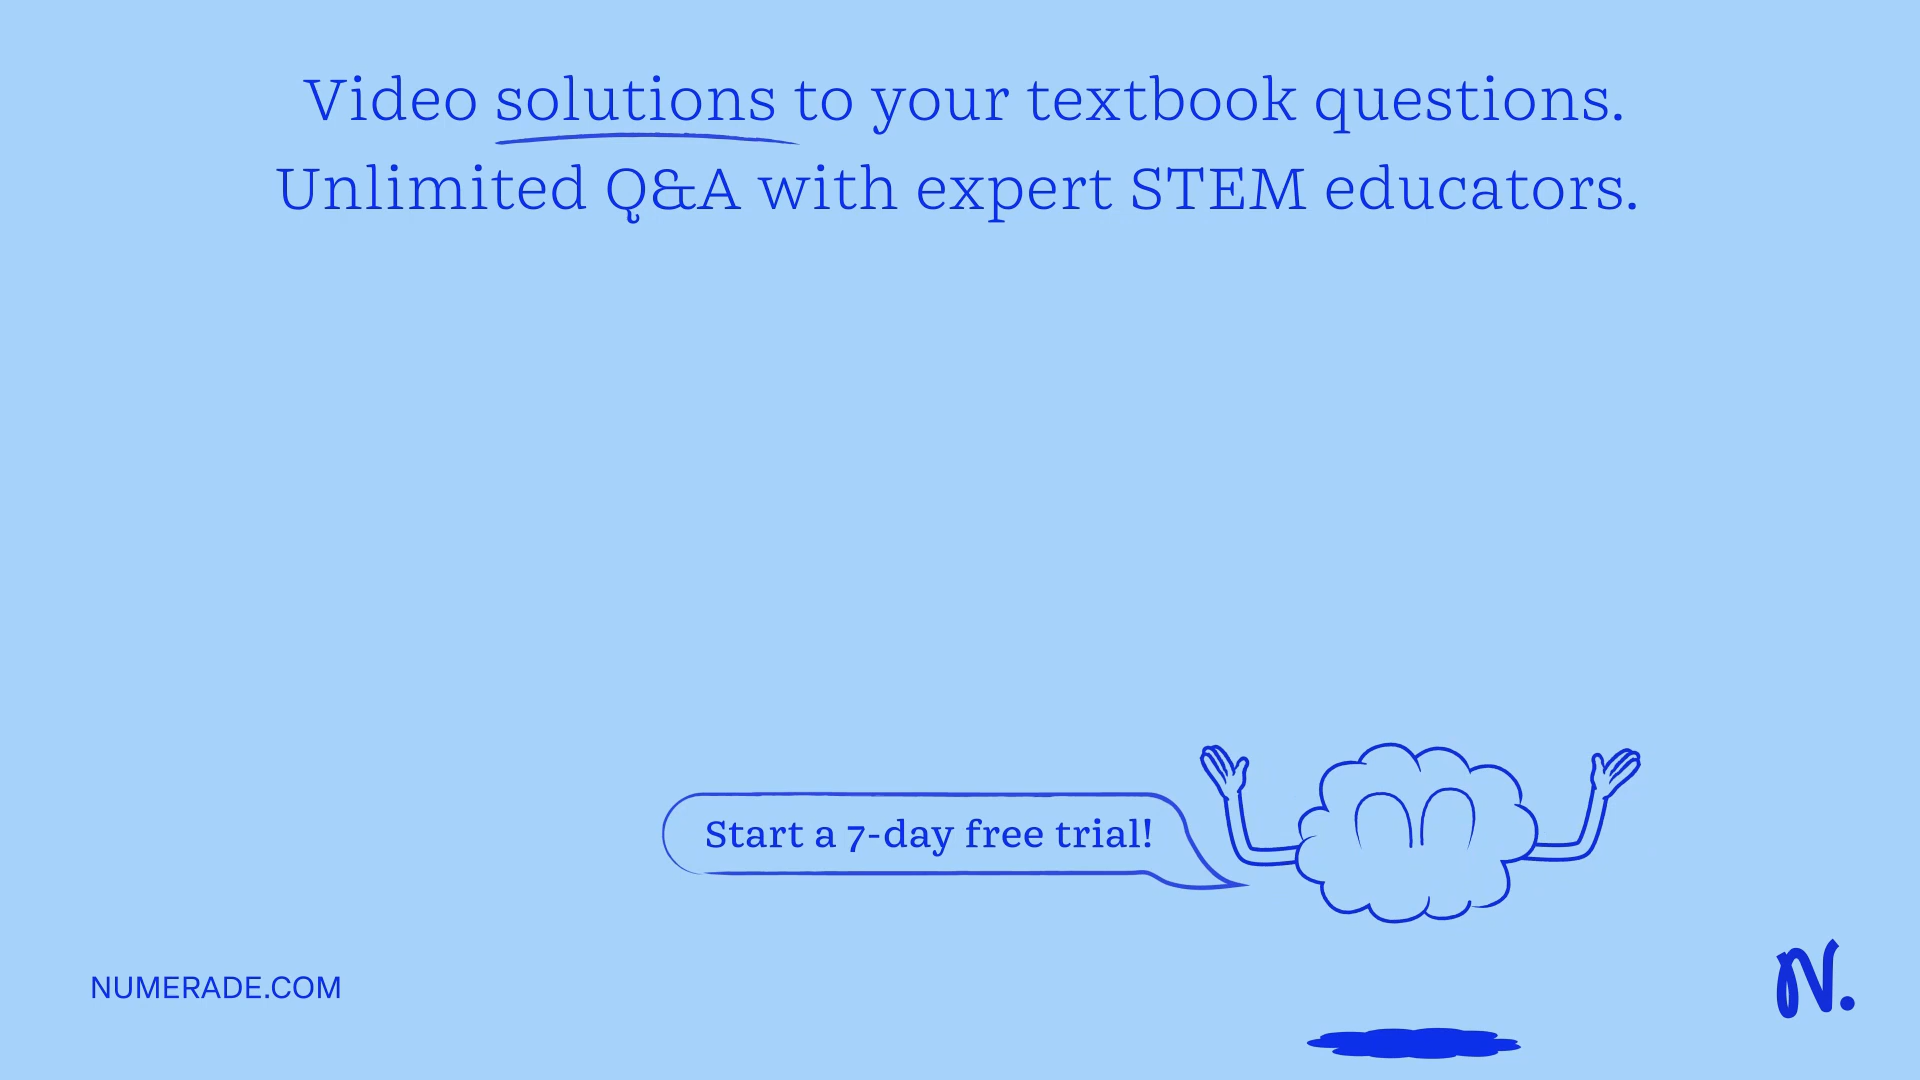 Video solutions to your textbook questions.
Unlimited Q&A with expert STEM educators.
Start a 7-day free trial!
NUMERADE.COM
N.